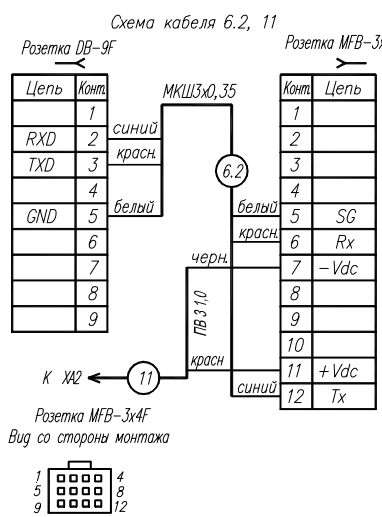 Схема кабеля 6.2, 11
Розетка DB-9F
Розетка MFB-3x
Цепь Конт.
1
RXD 2 синий
TXD 3 красн.
4
GND 5 белый
6
7
8
9
МКШ3х0,35
6.2
Конт. Цепь
1
2
3
4
белый 5 SG
красн. 6 Rx
черн. 7 -Vdc
8
9
10
красн 11 +Vdc
синий 12 Tx
ПВ 3 1,0
К ХА2
11
Розетка MFB-3x4F
Вид со стороны монтажа
1 4
5 8
9 12